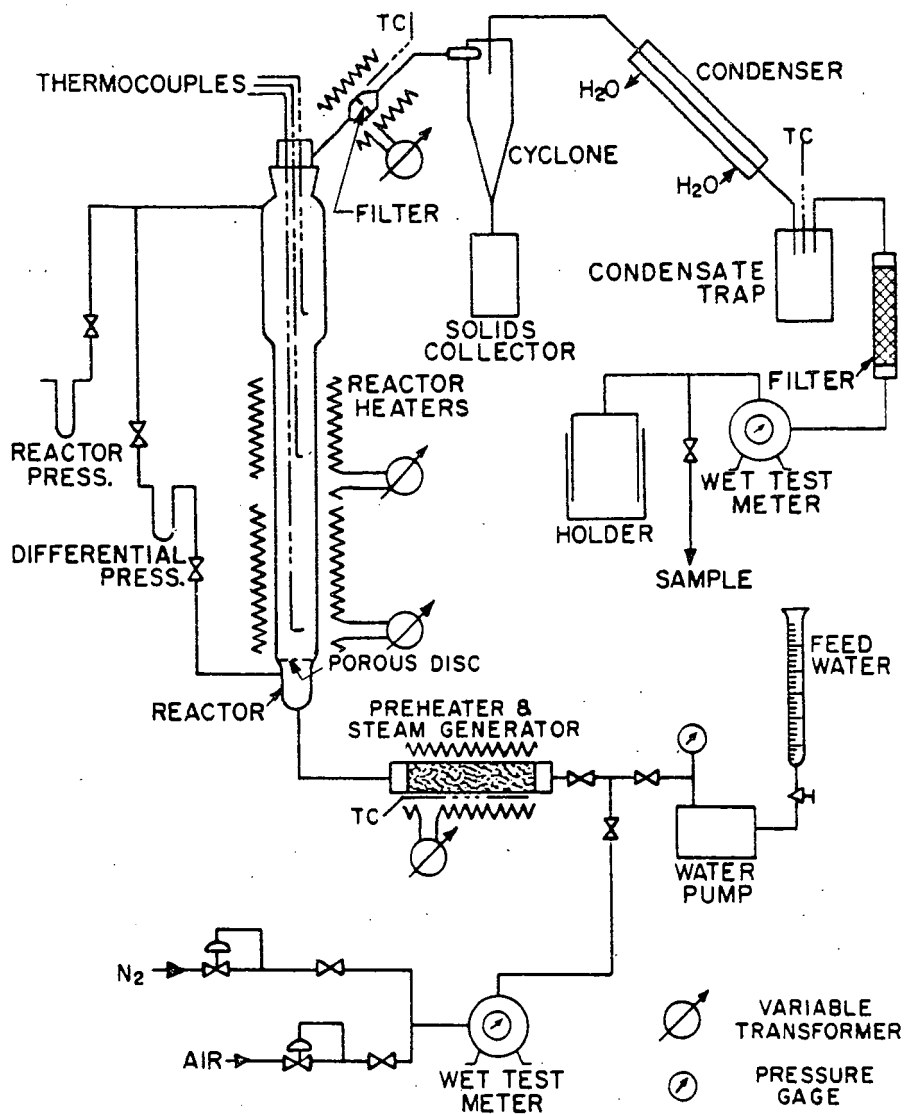 TC
THERMOCOUPLES
CONDENSER
H2O
TC
CYCLONE
H2O
FILTER
CONDENSATE
TRAP
SOLIDS
COLLECTOR
REACTOR
HEATERS
FILTER
REACTOR
PRESS.
WET TEST
METER
HOLDER
DIFFERENTIAL
PRESS.
SAMPLE
FEED
WATER
POROUS DISC
REACTOR
PREHEATER &
STEAM GENERATOR
TC
WATER
PUMP
N2
VARIABLE
TRANSFORMER
AIR
WET TEST
METER
PRESSURE
GAGE